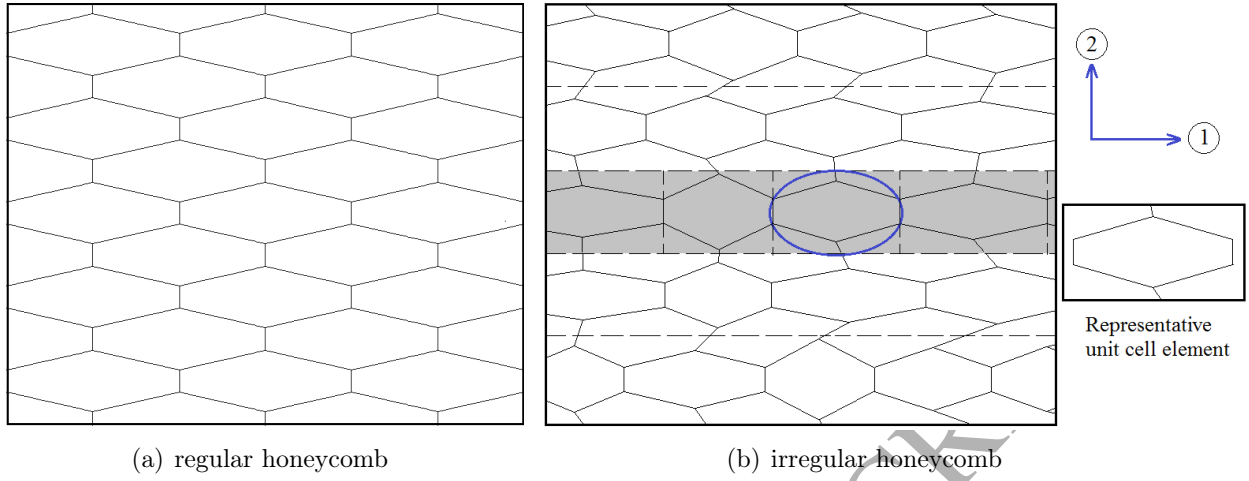 2
1
Representative
unit cell element
(a) regular honeycomb
(b) irregular honeycomb